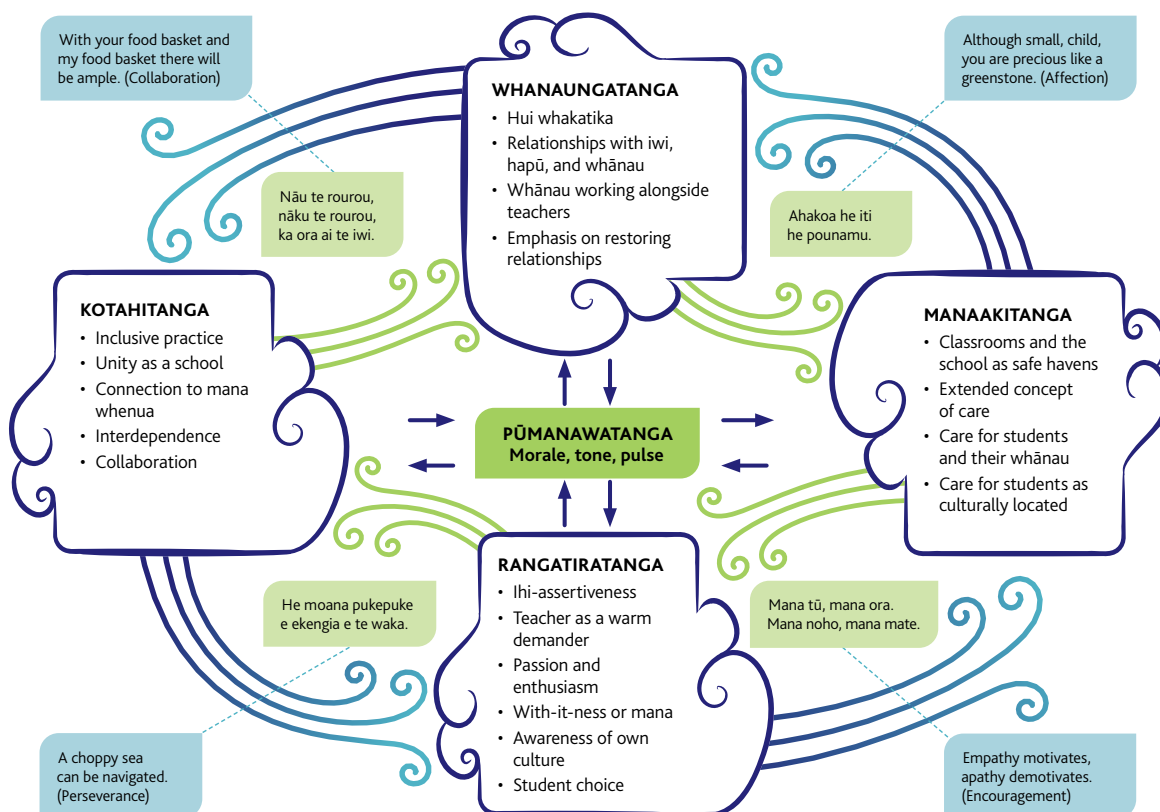 With your food basket and
my food basket there will
be ample. (Collaboration)
Although small, child,
you are precious like a
greenstone. (Affection)
WHANAUNGATANGA
• Hui whakatika
• Relationships with iwi,
hapū, and whānau
• Whānau working alongside
teachers
• Emphasis on restoring
relationships
Nāu te rourou,
nāku te rourou,
ka ora ai te iwi.
Ahakoa he iti
he pounamu.
KOTAHITANGA
• Inclusive practice
• Unity as a school
• Connection to mana
whenua
• Interdependence
• Collaboration
MANAAKITANGA
• Classrooms and the
school as safe havens
• Extended concept
of care
• Care for students
and their whānau
• Care for students as
culturally located
PŪMANAWATANGA
Morale, tone, pulse
RANGATIRATANGA
• Ihi-assertiveness
• Teacher as a warm
demander
• Passion and
enthusiasm
• With-it-ness or mana
• Awareness of own
culture
• Student choice
He moana pukepuke
e ekengia e te waka.
Mana tū, mana ora.
Mana noho, mana mate.
A choppy sea
can be navigated.
(Perseverance)
Empathy motivates,
apathy demotivates.
(Encouragement)